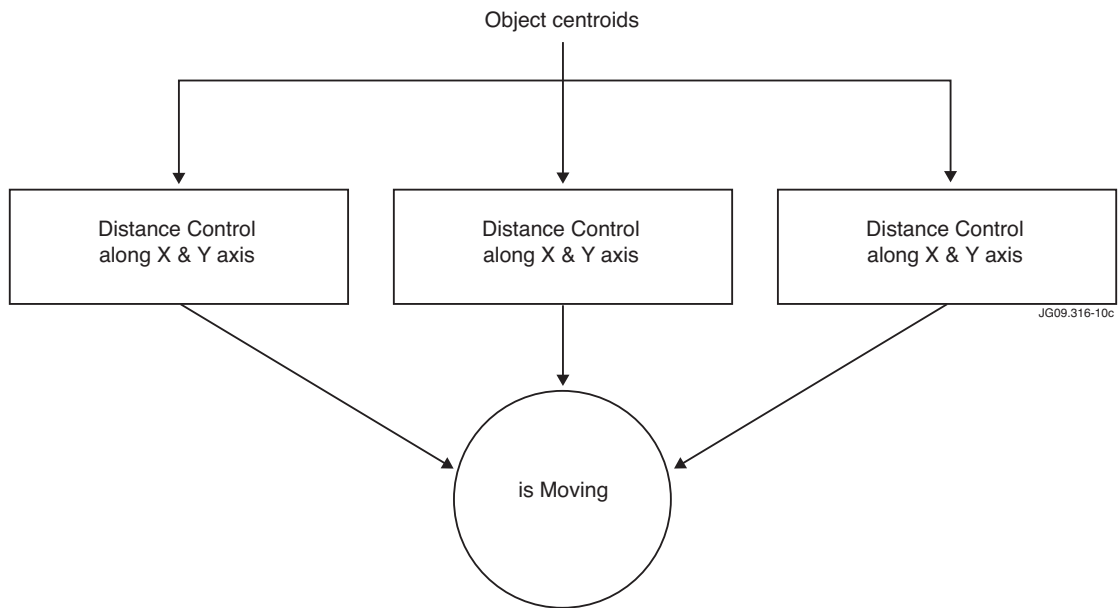 Object centroids
Distance Control
along X & Y axis
Distance Control
along X & Y axis
Distance Control
along X & Y axis
JG09.316-10c
is Moving